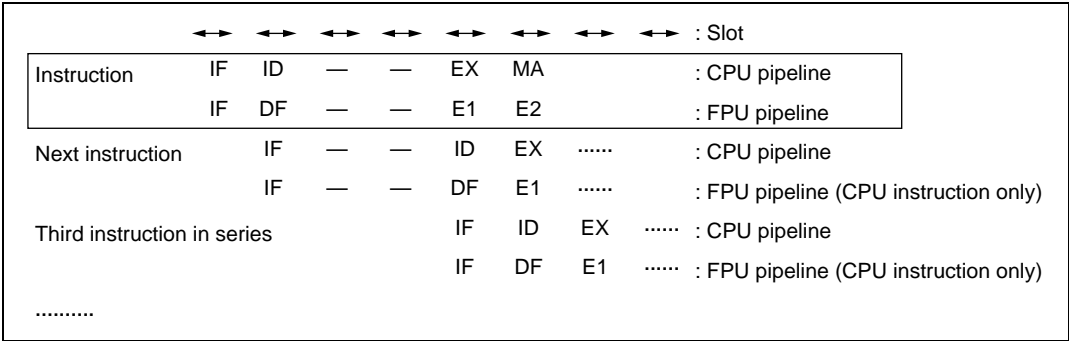 : Slot
Instruction IF ID — — EX MA : CPU pipeline
IF DF — — E1 E2 : FPU pipeline
Next instruction IF — — ID EX ...... : CPU pipeline
IF — — DF E1 ...... : FPU pipeline (CPU instruction only)
Third instruction in series IF ID EX ...... : CPU pipeline
IF DF E1 ...... : FPU pipeline (CPU instruction only)
..........